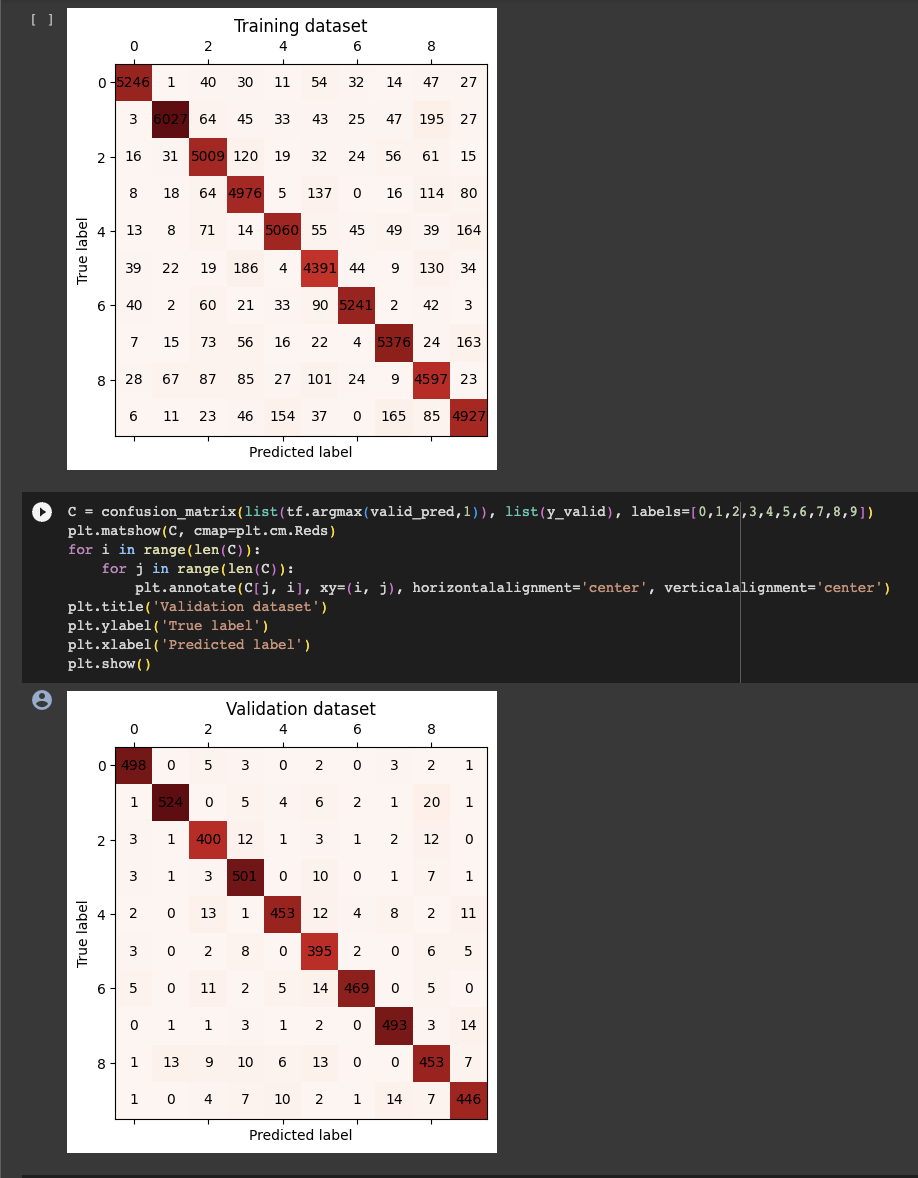 [ ]
Training dataset
0 2 4 6 8
0 5246 1 40 30 11 54 32 14 47 27
3 6027 64 45 33 43 25 47 195 27
2 16 31 5009 120 19 32 24 56 61 15
8 18 64 4976 5 137 0 16 114 80
4 13 8 71 14 5060 55 45 49 39 164
39 22 19 186 4 4391 44 9 130 34
6 40 2 60 21 33 90 5241 2 42 3
7 15 73 56 16 22 4 5376 24 163
8 28 67 87 85 27 101 24 9 4597 23
6 11 23 46 154 37 0 165 85 4927
True label
Predicted label
C = confusion_matrix(list(tf.argmax(valid_pred,1)), list(y_valid), labels=[0,1,2,3,4,5,6,7,8,9])
plt.matshow(C, cmap=plt.cm.Reds)
for i in range(len(C)):
    for j in range(len(C)):
        plt.annotate(C[j, i], xy=(i, j), horizontalalignment='center', verticalalignment='center')
plt.title('Validation dataset')
plt.ylabel('True label')
plt.xlabel('Predicted label')
plt.show()
Validation dataset
0 2 4 6 8
0 498 0 5 3 0 2 0 3 2 1
1 524 0 5 4 6 2 1 20 1
2 3 1 400 12 1 3 1 2 12 0
3 1 3 501 0 10 0 1 7 1
4 2 0 13 1 453 12 4 8 2 11
3 0 2 8 0 395 2 0 6 5
6 5 0 11 2 5 14 469 0 5 0
0 1 1 3 1 2 0 493 3 14
8 1 13 9 10 6 13 0 0 453 7
1 0 4 7 10 2 1 14 7 446
True label
Predicted label